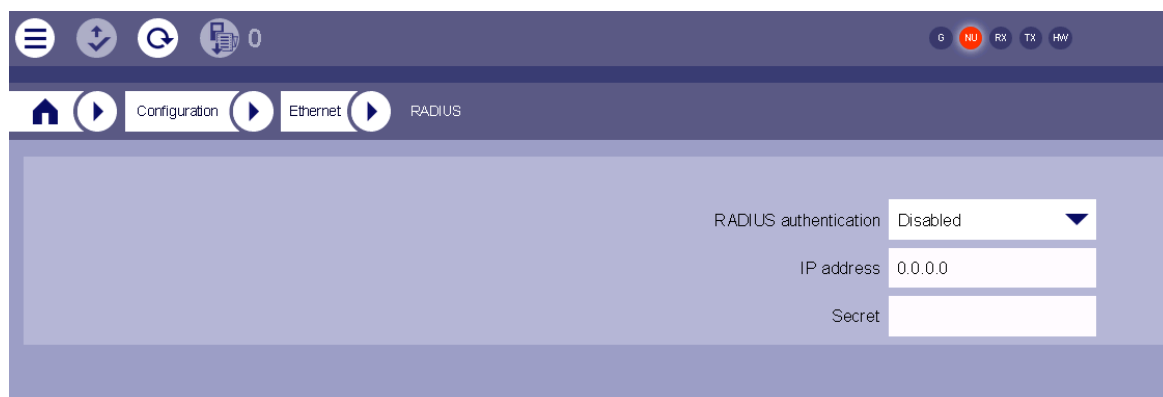 0 G NU RX TX HW
Configuration Ethernet RADIUS
RADIUS authentication Disabled
IP address 0.0.0.0
Secret